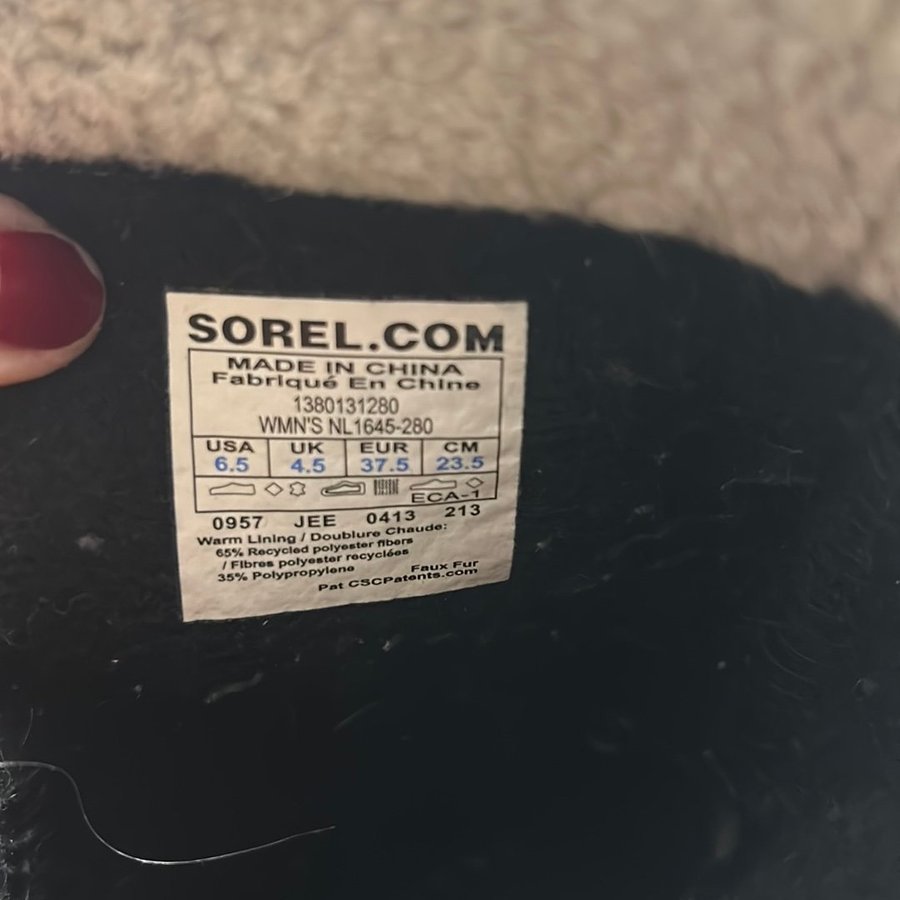 SOREL.COM
MADE IN CHINA
Fabriqué En Chine
1380131280
WMN'S NL1645-280
USA UK EUR CM
6.5 4.5 37.5 23.5
ECA-1
0957 JEE 0413 213
Warm Lining / Doublure Chaude:
65% Recycled polyester fibers
/ Fibres polyester recyclées
35% Polypropylene Faux Fur
Pat CSCPatents.com